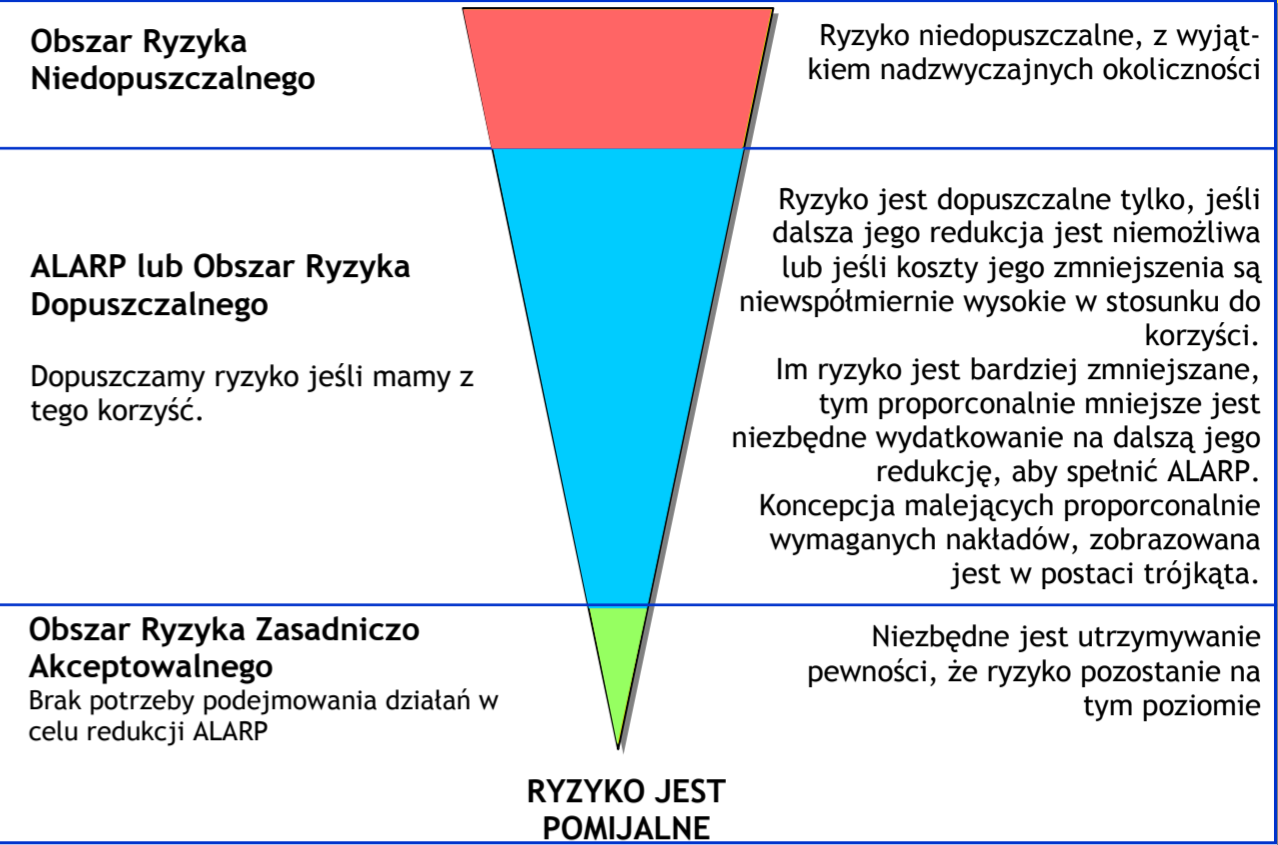 Obszar Ryzyka
Niedopuszczalnego
Ryzyko niedopuszczalne, z wyjąt-
kiem nadzwyczajnych okoliczności
ALARP lub Obszar Ryzyka
Dopuszczalnego
Dopuszczamy ryzyko jeśli mamy z
tego korzyść.
Ryzyko jest dopuszczalne tylko, jeśli
dalsza jego redukcja jest niemożliwa
lub jeśli koszty jego zmniejszenia są
niewspółmiernie wysokie w stosunku do
korzyści.
Im ryzyko jest bardziej zmniejszane,
tym proporconalnie mniejsze jest
niezbędne wydatkowanie na dalszą jego
redukcję, aby spełnić ALARP.
Koncepcja malejących proporconalnie
wymaganych nakładów, zobrazowana
jest w postaci trójkąta.
Obszar Ryzyka Zasadniczo
Akceptowalnego
Brak potrzeby podejmowania działań w
celu redukcji ALARP
Niezbędne jest utrzymywanie
pewności, że ryzyko pozostanie na
tym poziomie
RYZYKO JEST
POMIJALNE